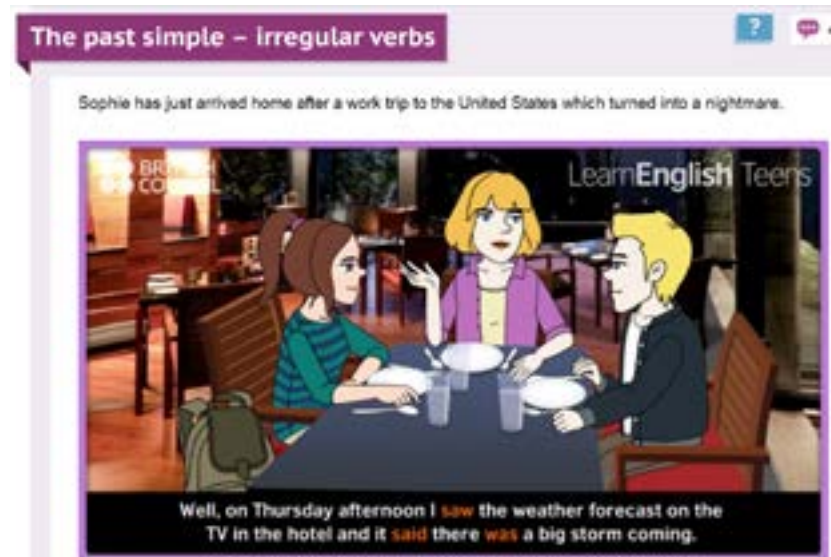 The past simple – irregular verbs
?
Sophie has just arrived home after a work trip to the United States which turned into a nightmare.
BRITISH
COUNCIL
LearnEnglish Teens
Well, on Thursday afternoon I saw the weather forecast on the
TV in the hotel and it said there was a big storm coming.